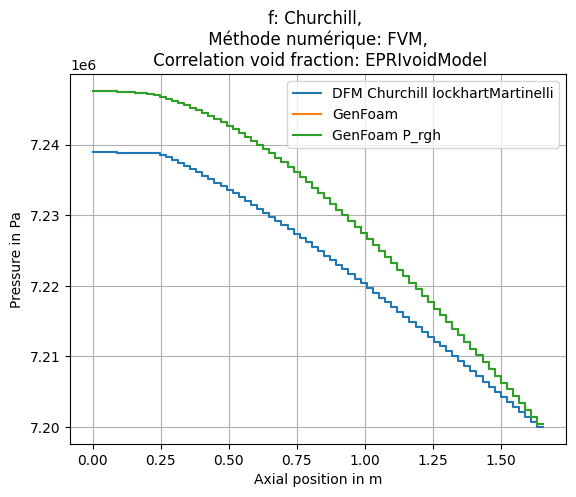 f: Churchill,
Méthode numérique: FVM,
Correlation void fraction: EPRIvoidModel
1e6
DFM Churchill lockhartMartinelli
GenFoam
GenFoam P_rgh
7.24
7.23
7.22
7.21
7.20
Pressure in Pa
0.00 0.25 0.50 0.75 1.00 1.25 1.50
Axial position in m